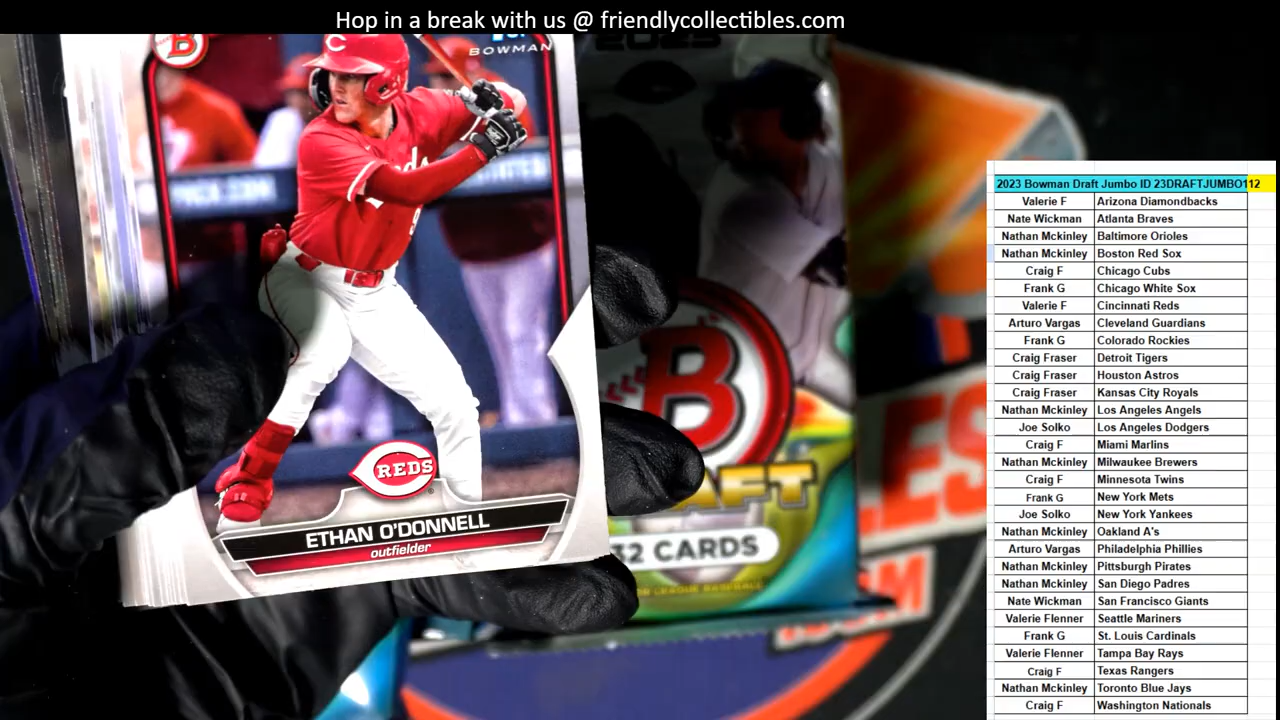 Hop in a break with us @ friendlycollectibles.com
BOWMAN
B
C
REDS
ETHAN O'DONNELL
outfielder
2023
B
32 CARDS
2023 Bowman Draft Jumbo ID 23DRAFTJUMBO112
Valerie F Arizona Diamondbacks
Nate Wickman Atlanta Braves
Nathan Mckinley Baltimore Orioles
Nathan Mckinley Boston Red Sox
Craig F Chicago Cubs
Frank G Chicago White Sox
Valerie F Cincinnati Reds
Arturo Vargas Cleveland Guardians
Frank G Colorado Rockies
Craig Fraser Detroit Tigers
Craig Fraser Houston Astros
Craig Fraser Kansas City Royals
Nathan Mckinley Los Angeles Angels
Joe Solko Los Angeles Dodgers
Craig F Miami Marlins
Nathan Mckinley Milwaukee Brewers
Craig F Minnesota Twins
Frank G New York Mets
Joe Solko New York Yankees
Nathan Mckinley Oakland A's
Arturo Vargas Philadelphia Phillies
Nathan Mckinley Pittsburgh Pirates
Nathan Mckinley San Diego Padres
Nate Wickman San Francisco Giants
Valerie Flenner Seattle Mariners
Frank G St. Louis Cardinals
Valerie Flenner Tampa Bay Rays
Craig F Texas Rangers
Nathan Mckinley Toronto Blue Jays
Craig F Washington Nationals